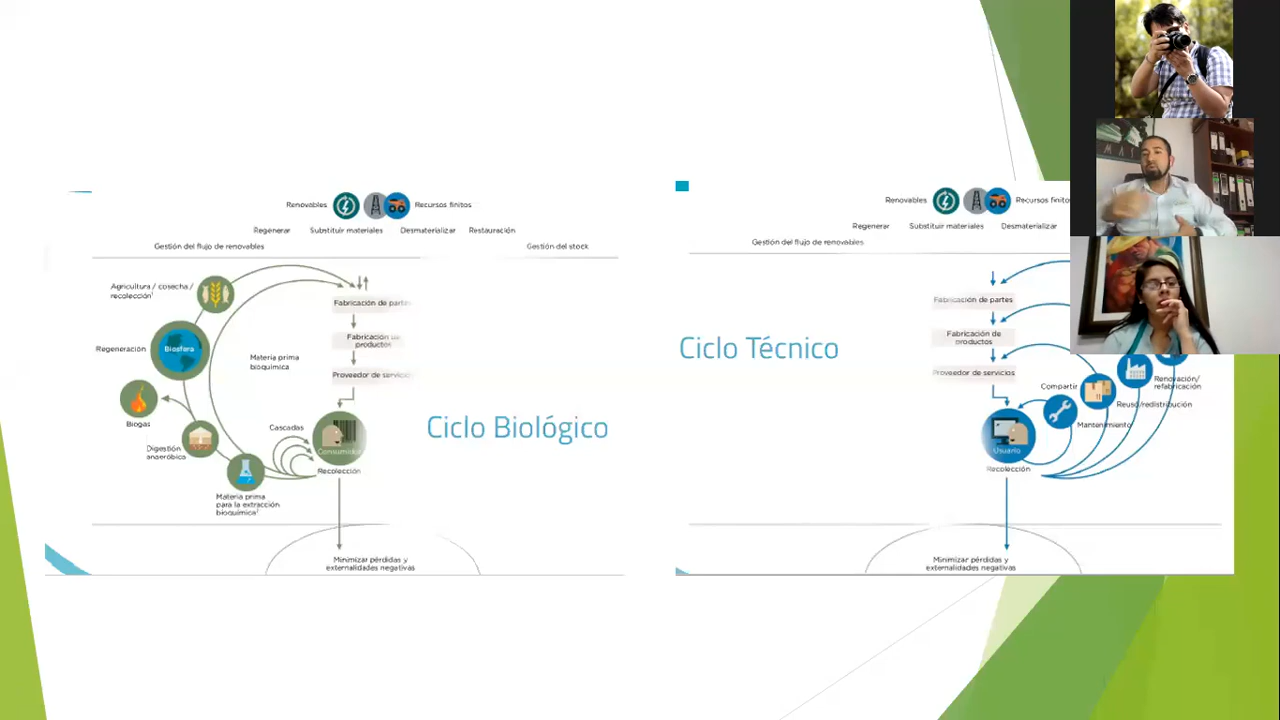 Renovables
Recursos finitos
Regenerar
Substituir materiales
Desmaterializar
Restauración
Gestión del flujo de renovables
Gestión del stock
Agricultura / cosecha /
recolección¹
Fabricación de partes
Regeneración
Biosfera
Fabricación de
productos
Materia prima
bioquímica
Proveedor de servicios
Biogas
Cascadas
Ciclo Biológico
Digestión
anaeróbica
Consumidor
Recolección
Materia prima
para la extracción
bioquímica²
Minimizar pérdidas y
externalidades negativas
Renovables
Recursos finitos
Regenerar
Substituir materiales
Desmaterializar
Gestión del flujo de renovables
Fabricación de partes
Ciclo Técnico
Fabricación de
productos
Proveedor de servicios
Compartir
Renovación/
refabricación
Reuso/redistribución
Mantenimiento
Usuario
Recolección
Minimizar pérdidas y
externalidades negativas